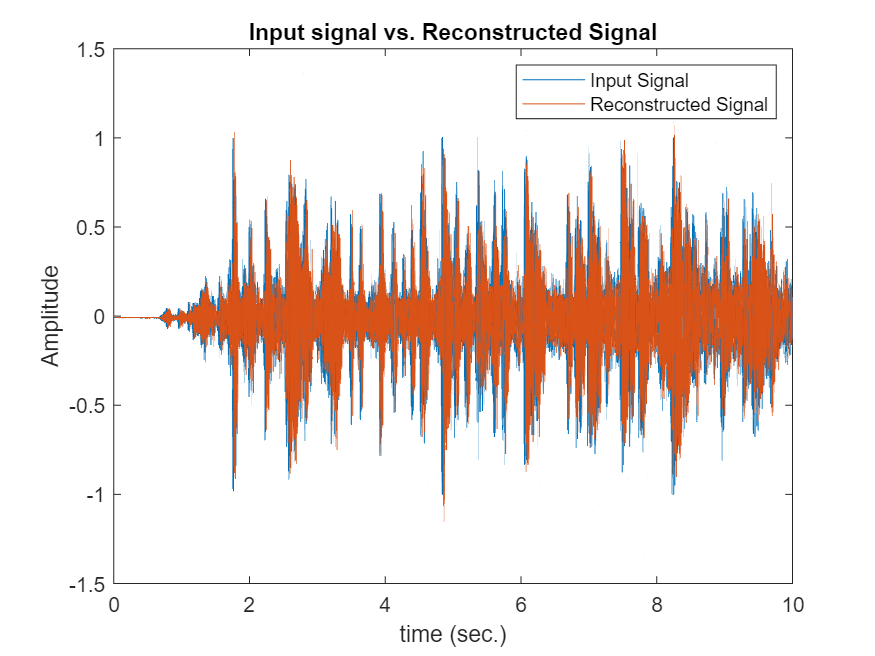 Input signal vs. Reconstructed Signal
1.5
1
0.5
0
-0.5
-1
-1.5
Amplitude
Input Signal
Reconstructed Signal
0 2 4 6 8 10
time (sec.)